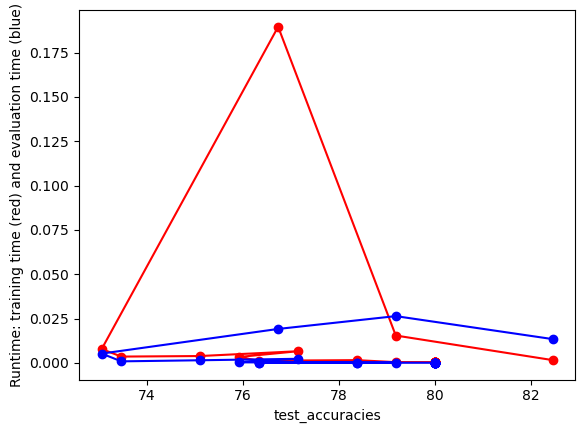 Runtime: training time (red) and evaluation time (blue)
0.175
0.150
0.125
0.100
0.075
0.050
0.025
0.000
74 76 78 80 82
test_accuracies